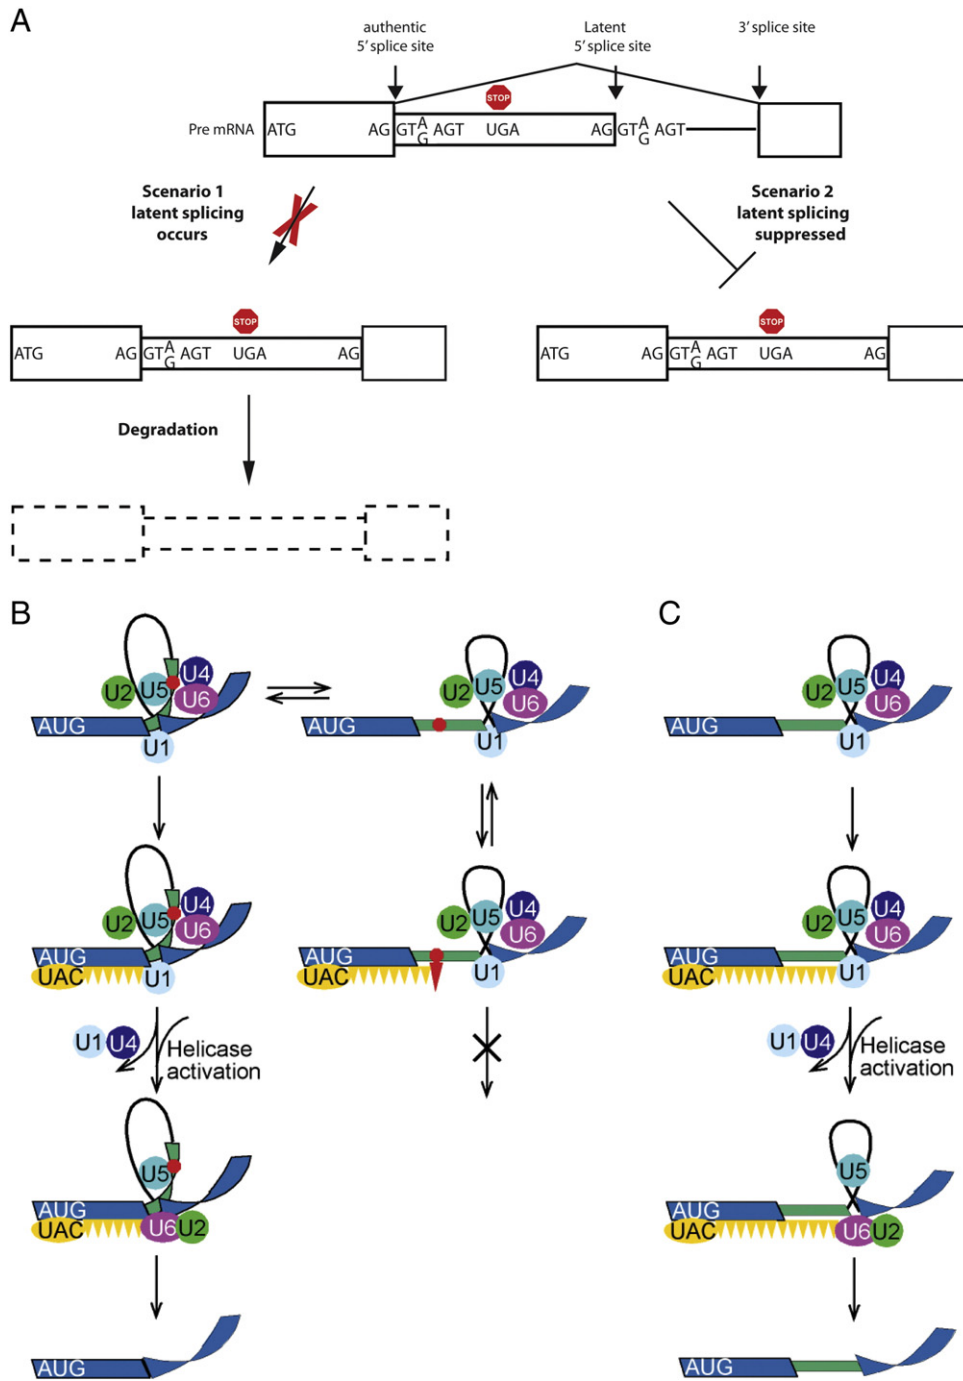 A
authentic
5' splice site
Latent
5' splice site
3' splice site
STOP
Pre mRNA
ATG
AG
GT
A
G
AGT
UGA
AG
GT
A
G
AGT
Scenario 1
latent splicing
occurs
Scenario 2
latent splicing
suppressed
STOP
ATG
AG
GT
A
G
AGT
UGA
AG
STOP
ATG
AG
GT
A
G
AGT
UGA
AG
Degradation
B
U2
U5
U4
U6
AUG
U1
U2
U5
U4
U6
AUG
U1
C
U2
U5
U4
U6
AUG
U1
U2
U5
U4
U6
AUG
UAC
U1
U2
U5
U4
U6
AUG
UAC
U1
U2
U5
U4
U6
AUG
UAC
U1
U1
U4
Helicase
activation
U1
U4
Helicase
activation
U5
AUG
UAC
U6
U2
U5
AUG
UAC
U6
U2
AUG
AUG